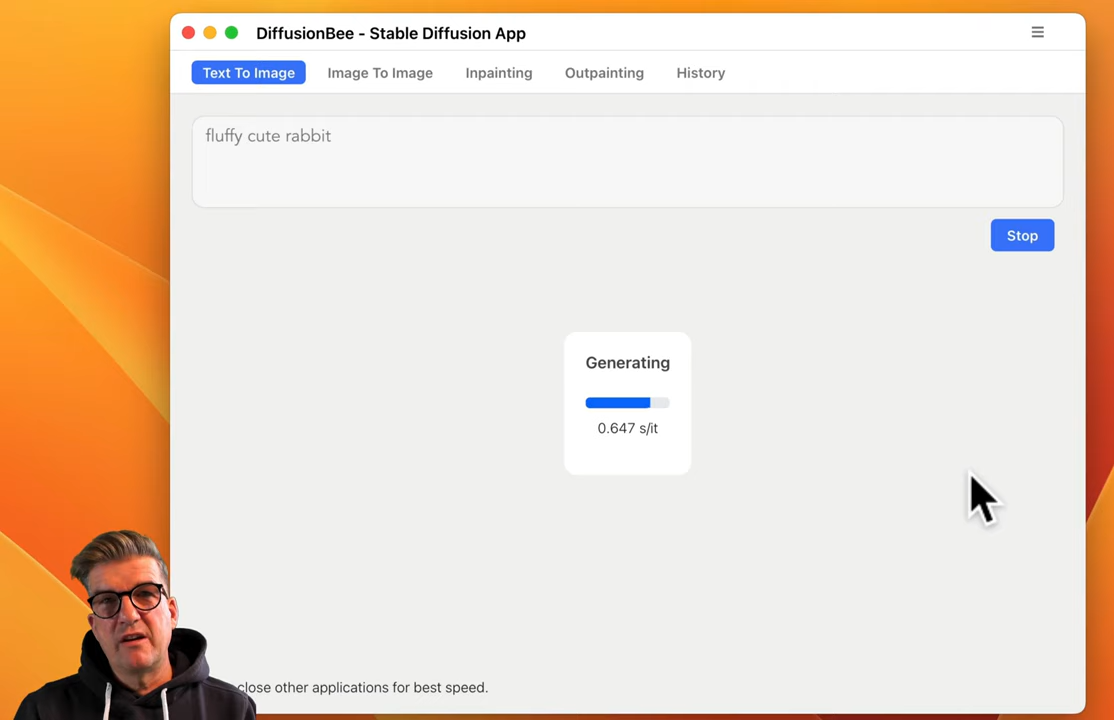 DiffusionBee - Stable Diffusion App
Text To Image Image To Image Inpainting Outpainting History
fluffy cute rabbit
Stop
Generating
0.647 s/it
close other applications for best speed.